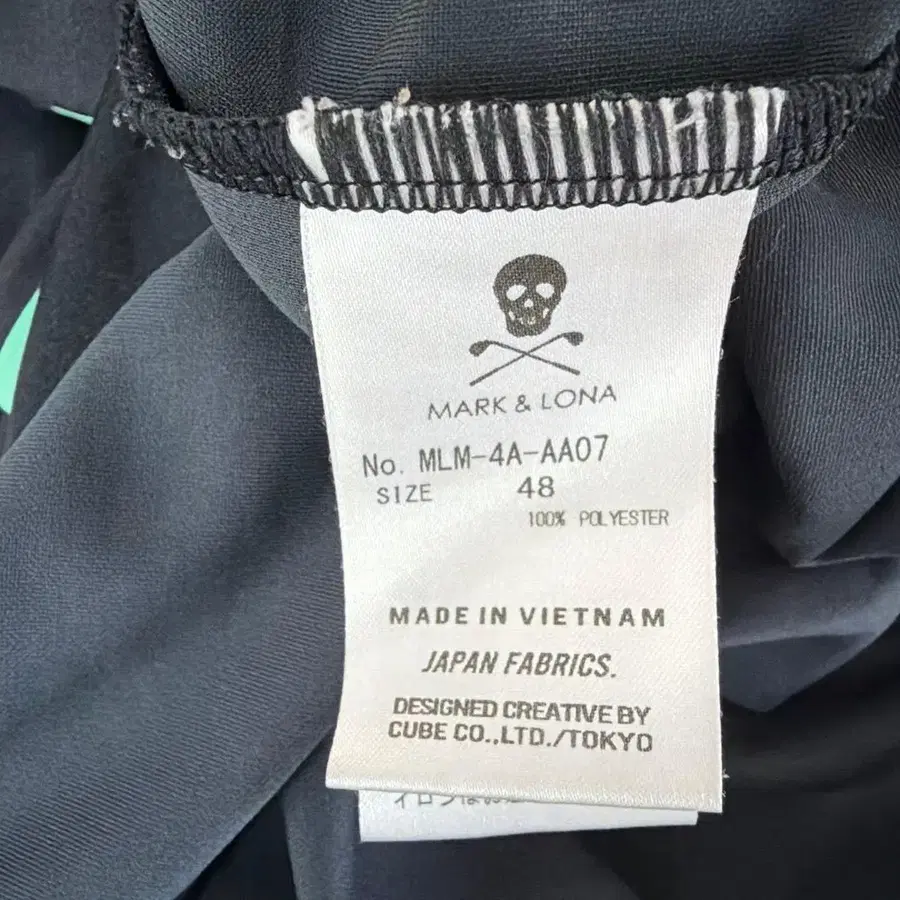 MARK & LONA
No. MLM-4A-AA07
SIZE 48
100% POLYESTER
MADE IN VIETNAM
JAPAN FABRICS.
DESIGNED CREATIVE BY
CUBE CO.,LTD./TOKYO